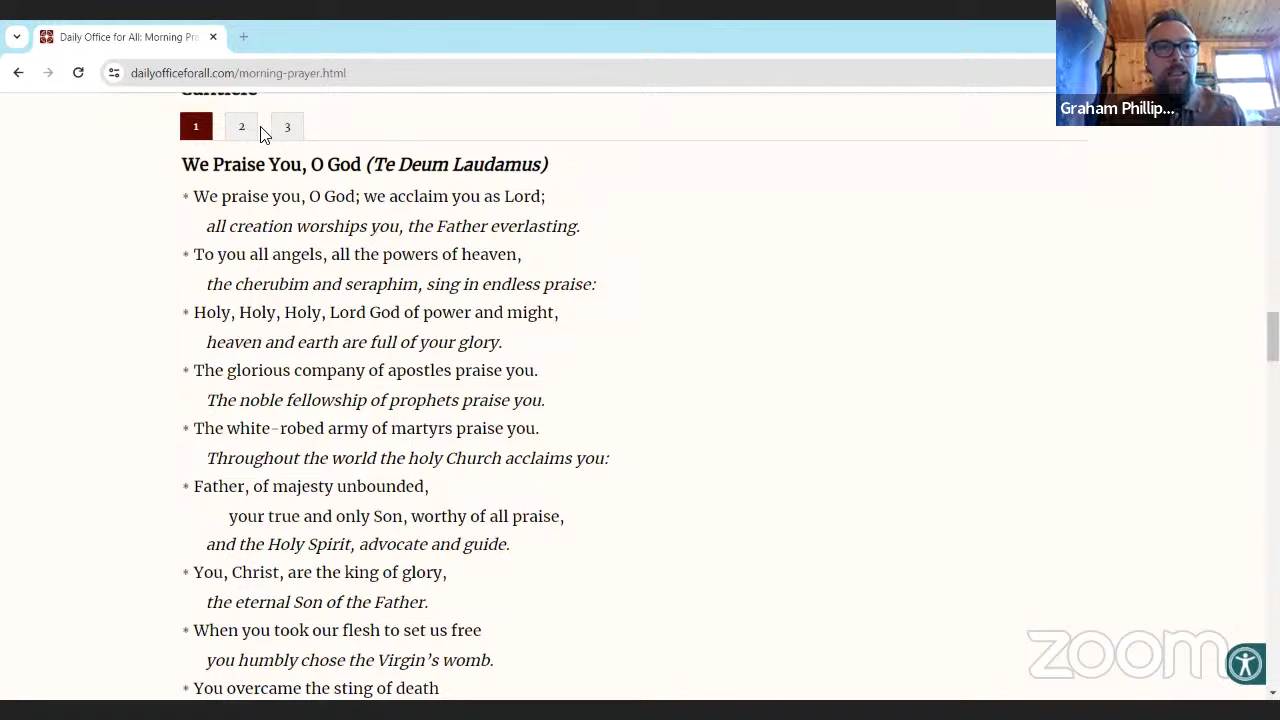 Daily Office for All: Morning Pra
dailyofficeforall.com/morning-prayer.html
Graham Phillip...
Canticle
1 2 3
We Praise You, O God (Te Deum Laudamus)
* We praise you, O God; we acclaim you as Lord;
all creation worships you, the Father everlasting.
* To you all angels, all the powers of heaven,
the cherubim and seraphim, sing in endless praise:
* Holy, Holy, Holy, Lord God of power and might,
heaven and earth are full of your glory.
* The glorious company of apostles praise you.
The noble fellowship of prophets praise you.
* The white-robed army of martyrs praise you.
Throughout the world the holy Church acclaims you:
* Father, of majesty unbounded,
your true and only Son, worthy of all praise,
and the Holy Spirit, advocate and guide.
* You, Christ, are the king of glory,
the eternal Son of the Father.
* When you took our flesh to set us free
you humbly chose the Virgin's womb.
* You overcame the sting of death
zoom